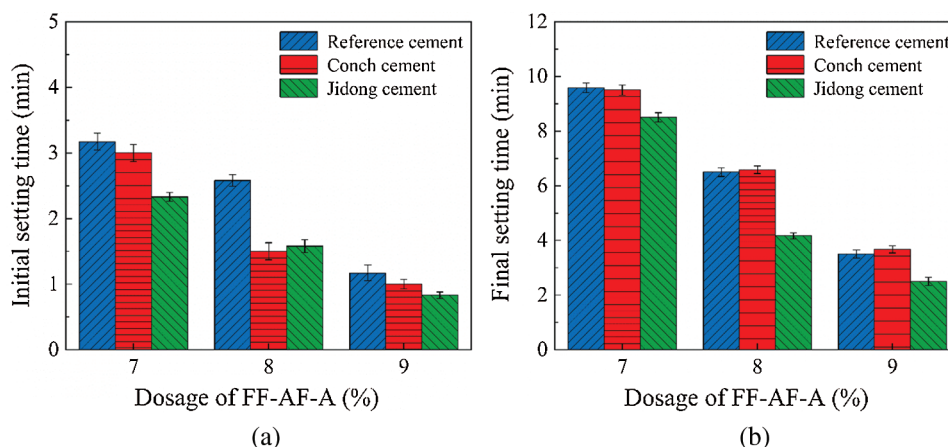 5
4
3
2
1
0
Initial setting time (min)
Reference cement
Conch cement
Jidong cement
7 8 9
Dosage of FF-AF-A (%)
(a)
12
10
8
6
4
2
0
Final setting time (min)
Reference cement
Conch cement
Jidong cement
7 8 9
Dosage of FF-AF-A (%)
(b)